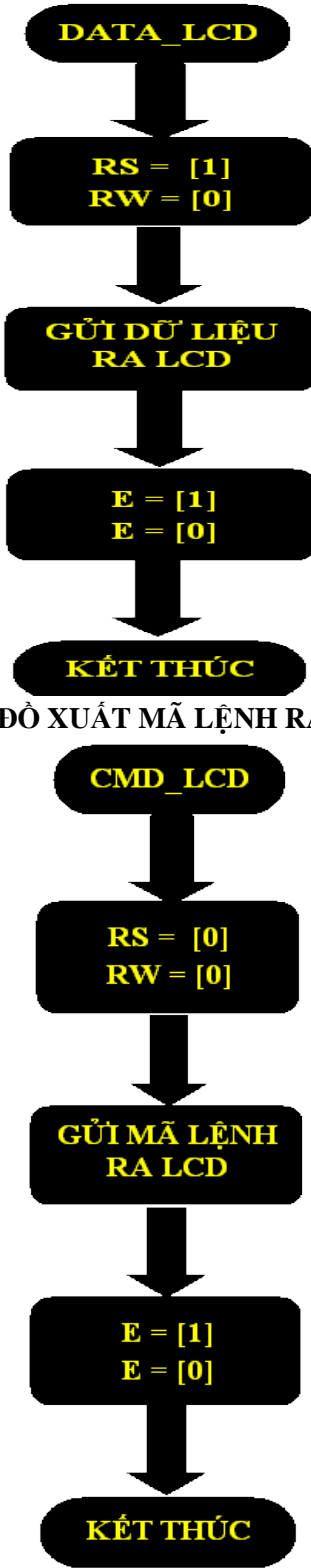 DATA_LCD
RS = [1]
RW = [0]
GỬI DỮ LIỆU
RA LCD
E = [1]
E = [0]
KẾT THÚC
ĐỒ XUẤT MÃ LỆNH RA
CMD_LCD
RS = [0]
RW = [0]
GỬI MÃ LỆNH
RA LCD
E = [1]
E = [0]
KẾT THÚC